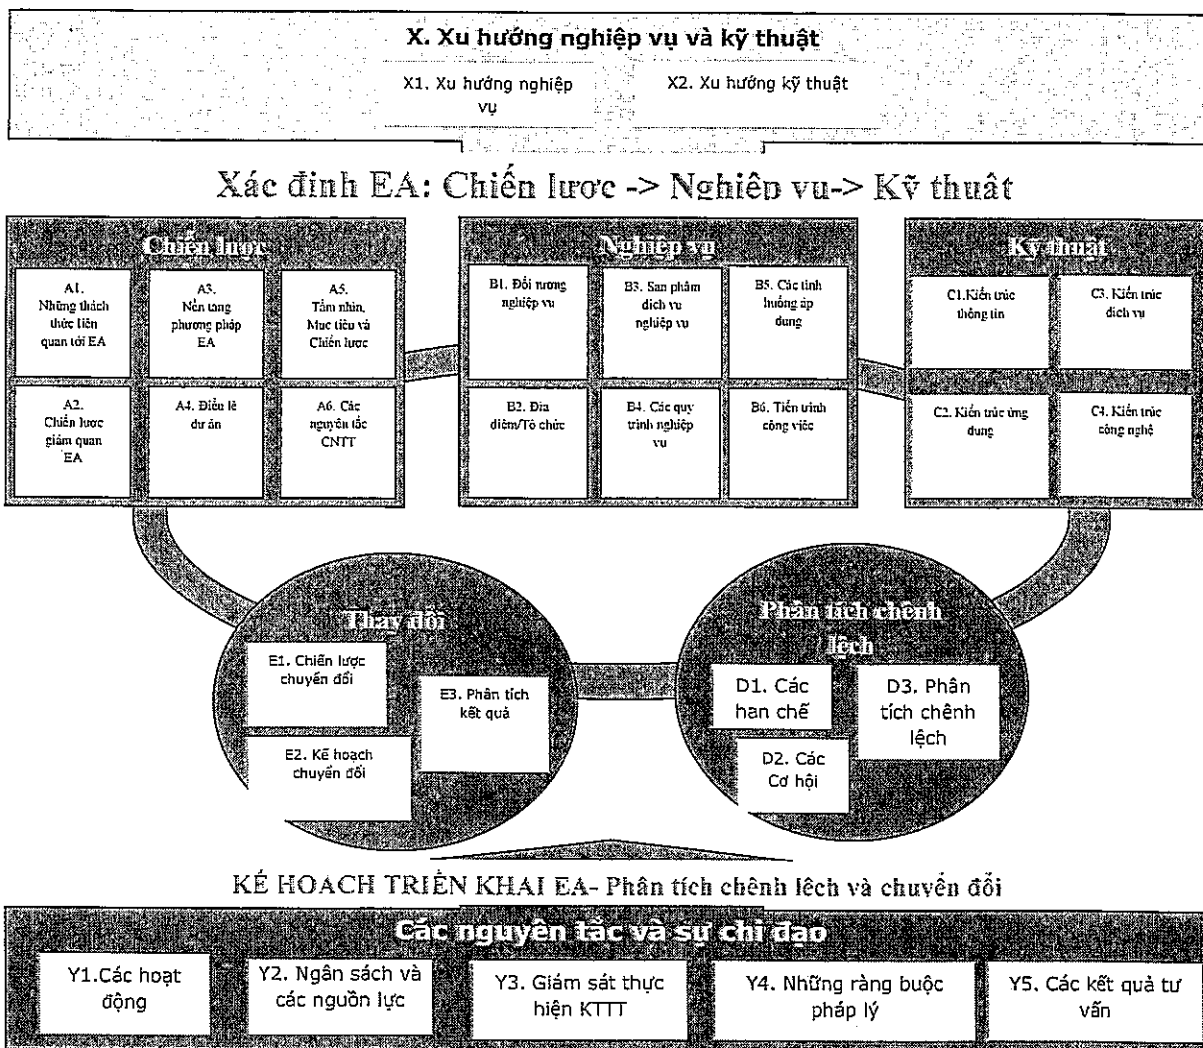 X. Xu hướng nghiệp vụ và kỹ thuật
X1. Xu hướng nghiệp
vụ
X2. Xu hướng kỹ thuật
Xác định EA: Chiến lược -> Nghiệp vụ-> Kỹ thuật
Chiến lược
A1.
Những thách
thức liên
quan tới EA
A3.
Nền tảng
phương pháp
EA
A5.
Tầm nhìn,
Mục tiêu và
Chiến lược
A2.
Chiến lược
giám quan
EA
A4. Điều lệ
dự án
A6. Các
nguyên tắc
CNTT
Nghiệp vụ
B1. Đối tượng
nghiệp vụ
B3. Sản phẩm
dịch vụ
nghiệp vụ
B5. Các tình
huống áp
dụng
B2. Địa
điểm/Tổ chức
B4. Các quy
trình nghiệp
vụ
B6. Tiến trình
công việc
Kỹ thuật
C1.Kiến trúc
thông tin
C3. Kiến trúc
dịch vụ
C2. Kiến trúc ứng
dụng
C4. Kiến trúc
công nghệ
Thay đổi
E1. Chiến lược
chuyển đổi
E3. Phân tích
kết quả
E2. Kế hoạch
chuyển đổi
Phân tích chênh
lệch
D1. Các
hạn chế
D3. Phân
tích chênh
lệch
D2. Các
Cơ hội
KẾ HOẠCH TRIỂN KHAI EA- Phân tích chênh lệch và chuyển đổi
Các nguyên tắc và sự chỉ đạo
Y1.Các hoạt
động
Y2. Ngân sách và
các nguồn lực
Y3. Giám sát thực
hiện KTTT
Y4. Những ràng buộc
pháp lý
Y5. Các kết quả tư
vấn